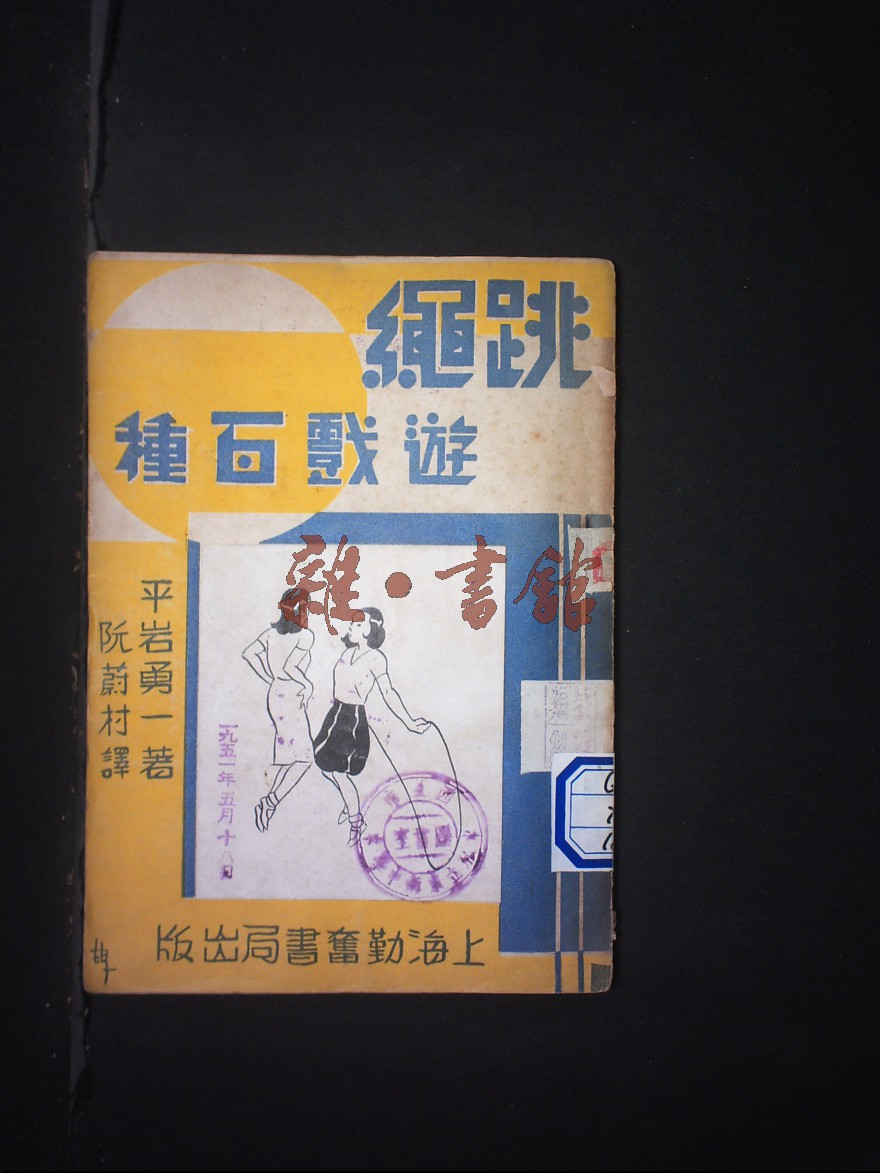 跳繩
遊戲百種
雜·書館
平岩勇一著
阮蔚村譯
一九五一年五月十八日
上海勤奮書局出版